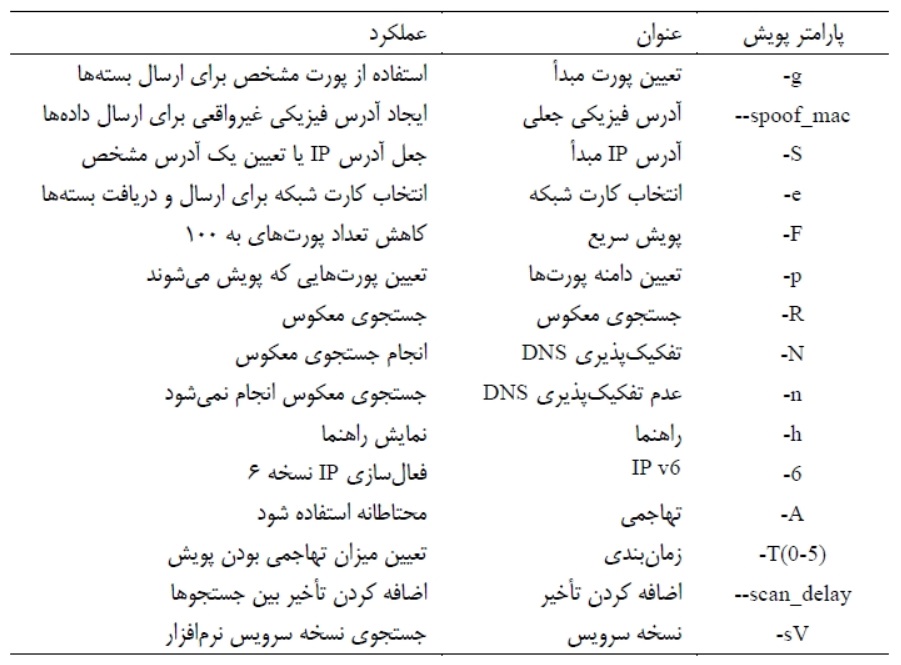 پارامتر پویش عنوان عملکرد
-g تعیین پورت مبدأ استفاده از پورت مشخص برای ارسال بسته‌ها
--spoof_mac آدرس فیزیکی جعلی ایجاد آدرس فیزیکی غیرواقعی برای ارسال داده‌ها
-S آدرس IP مبدأ جعل آدرس IP یا تعیین یک آدرس مشخص
-e انتخاب کارت شبکه انتخاب کارت شبکه برای ارسال و دریافت بسته‌ها
-F پویش سریع کاهش تعداد پورت‌های به ۱۰۰
-p تعیین دامنه پورت‌ها تعیین پورت‌هایی که پویش می‌شوند
-R جستجوی معکوس جستجوی معکوس
-N تفکیک‌پذیری DNS انجام جستجوی معکوس
-n عدم تفکیک‌پذیری DNS جستجوی معکوس انجام نمی‌شود
-h راهنما نمایش راهنما
-6 IP v6 فعال‌سازی IP نسخه ۶
-A تهاجمی محتاطانه استفاده شود
-T(0-5) زمان‌بندی تعیین میزان تهاجمی بودن پویش
--scan_delay اضافه کردن تأخیر اضافه کردن تأخیر بین جستجوها
-sV نسخه سرویس جستجوی نسخه سرویس نرم‌افزار